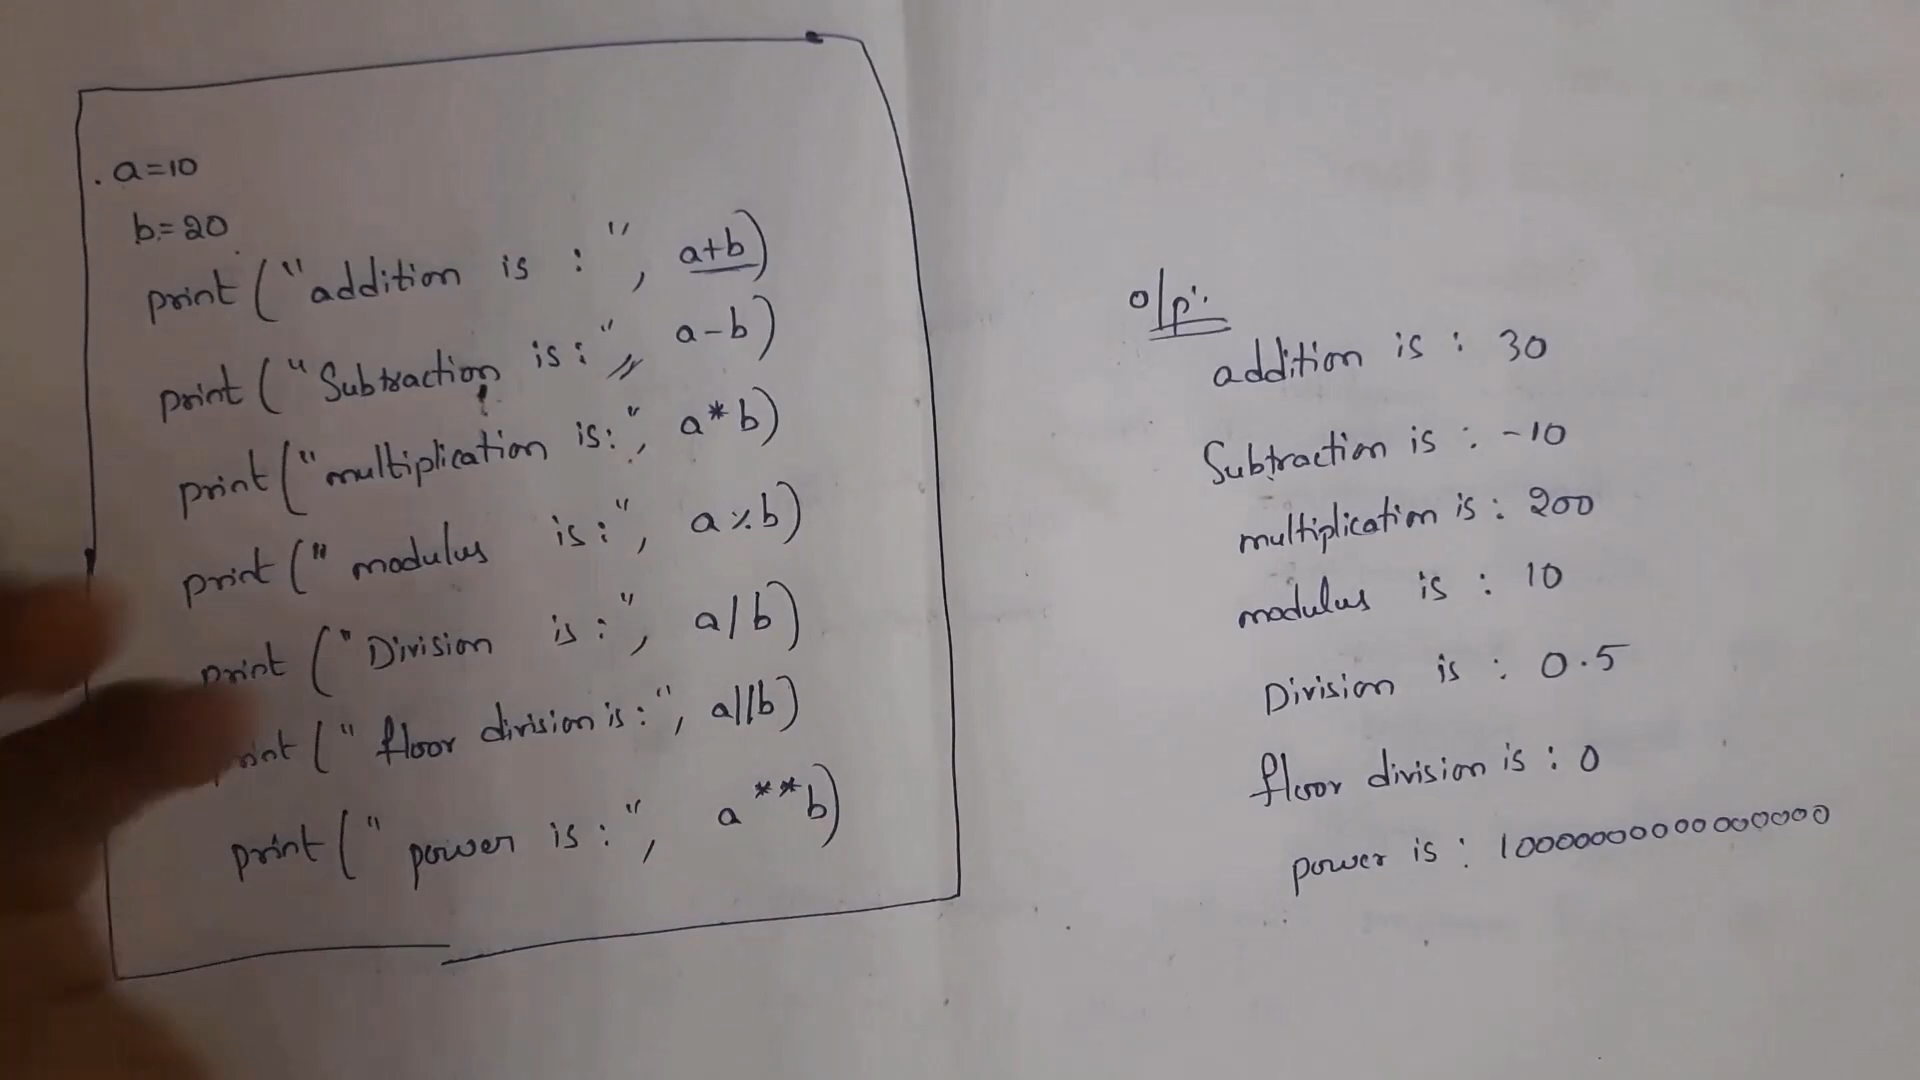 a=10
b=20
print ("addition is : ", a+b)
print ("Subtraction is : ", a-b)
print ("multiplication is: ", a*b)
print (" modulus is: ", a%b)
print ("Division is : ", a/b)
print (" floor division is : ", a//b)
print (" power is : ", a**b)
o/p:
addition is : 30
Subtraction is : -10
multiplication is : 200
modulus is : 10
Division is : 0.5
floor division is : 0
power is :